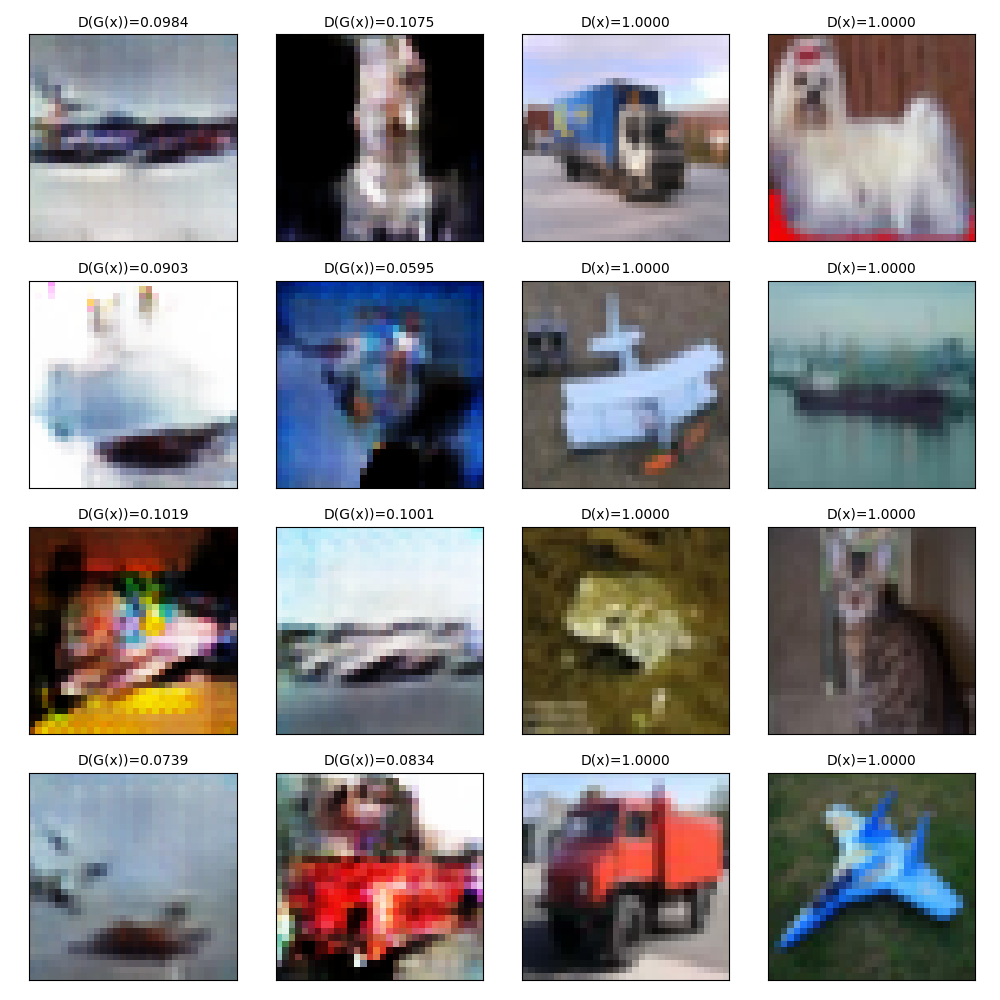 D(G(x))=0.0984
D(G(x))=0.1075
D(x)=1.0000
D(x)=1.0000
D(G(x))=0.0903
D(G(x))=0.0595
D(x)=1.0000
D(x)=1.0000
D(G(x))=0.1019
D(G(x))=0.1001
D(x)=1.0000
D(x)=1.0000
D(G(x))=0.0739
D(G(x))=0.0834
D(x)=1.0000
D(x)=1.0000